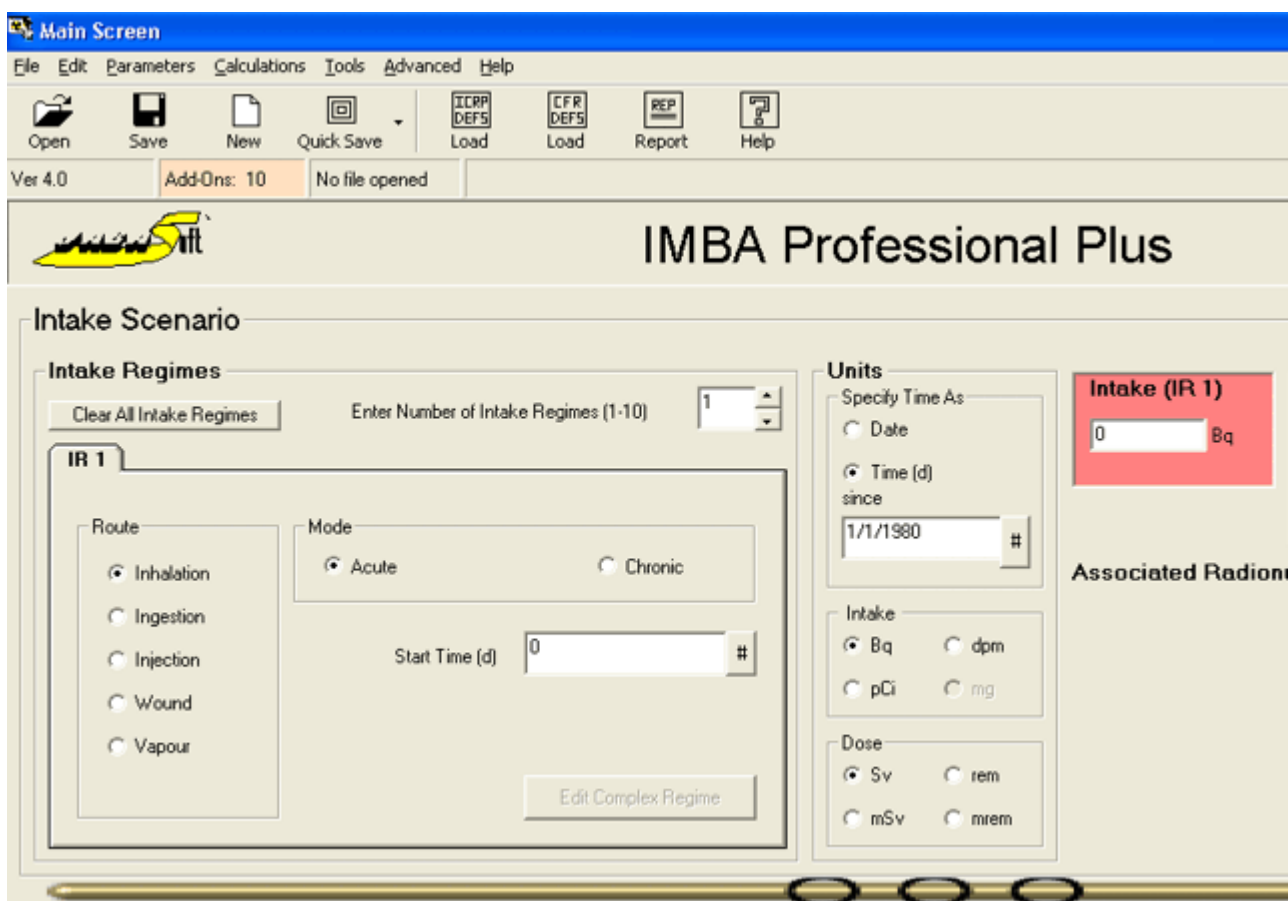 Main Screen
File Edit Parameters Calculations Tools Advanced Help
ICRP DEFS CFR DEFS REP ?
Open Save New Quick Save Load Load Report Help
Ver 4.0 Add-Ons: 10 No file opened
IMBA Professional Plus
Intake Scenario
Intake Regimes
Clear All Intake Regimes Enter Number of Intake Regimes (1-10) 1
IR 1
Route
Inhalation
Ingestion
Injection
Wound
Vapour
Mode
Acute Chronic
Start Time (d) 0 #
Edit Complex Regime
Units
Specify Time As
Date
Time (d)
since
1/1/1980 #
Intake
Bq dpm
pCi mg
Dose
Sv rem
mSv mrem
Intake (IR 1)
0 Bq
Associated